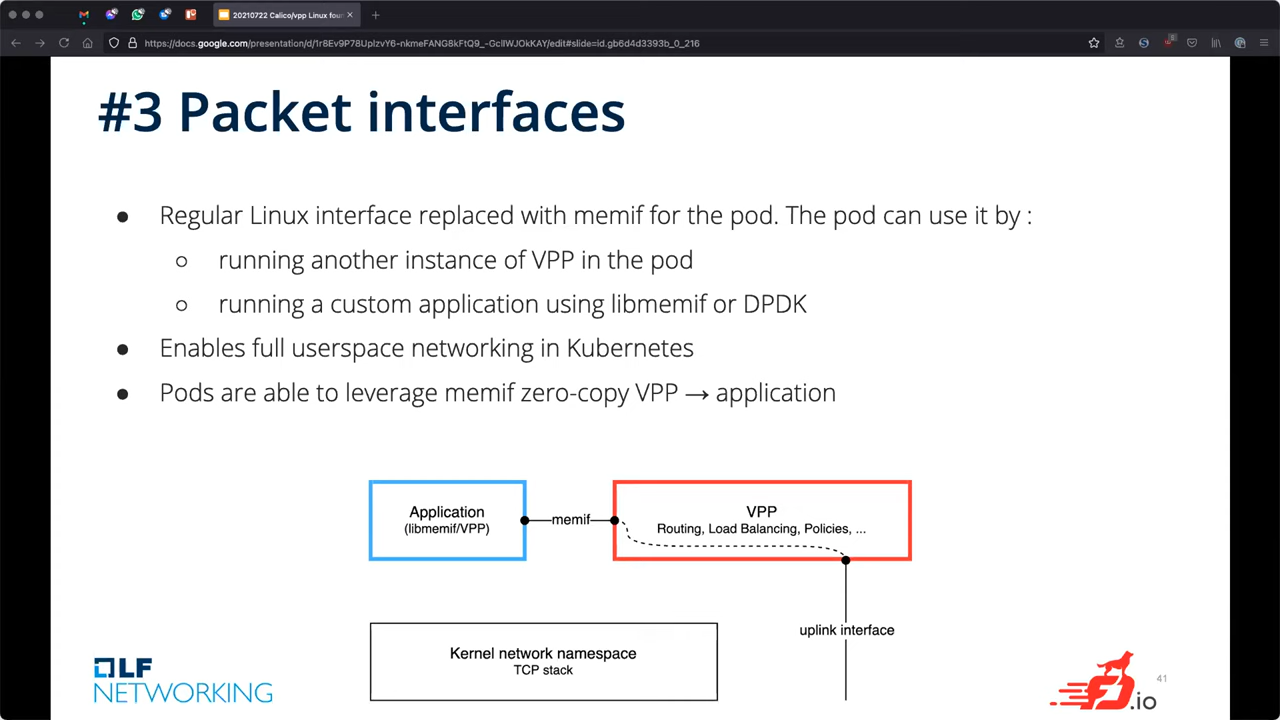 20210722 Calico/vpp Linux four
https://docs.google.com/presentation/d/1r8Ev9P78UplzvY6-nkmeFANG8kFtQ9_-GcIIWJOkKAY/edit#slide=id.gb6d4d3393b_0_216
#3 Packet interfaces
● Regular Linux interface replaced with memif for the pod. The pod can use it by :
○ running another instance of VPP in the pod
○ running a custom application using libmemif or DPDK
● Enables full userspace networking in Kubernetes
● Pods are able to leverage memif zero-copy VPP → application
Application
(libmemif/VPP)
memif
VPP
Routing, Load Balancing, Policies, ...
uplink interface
Kernel network namespace
TCP stack
LF
NETWORKING
FD.io
41